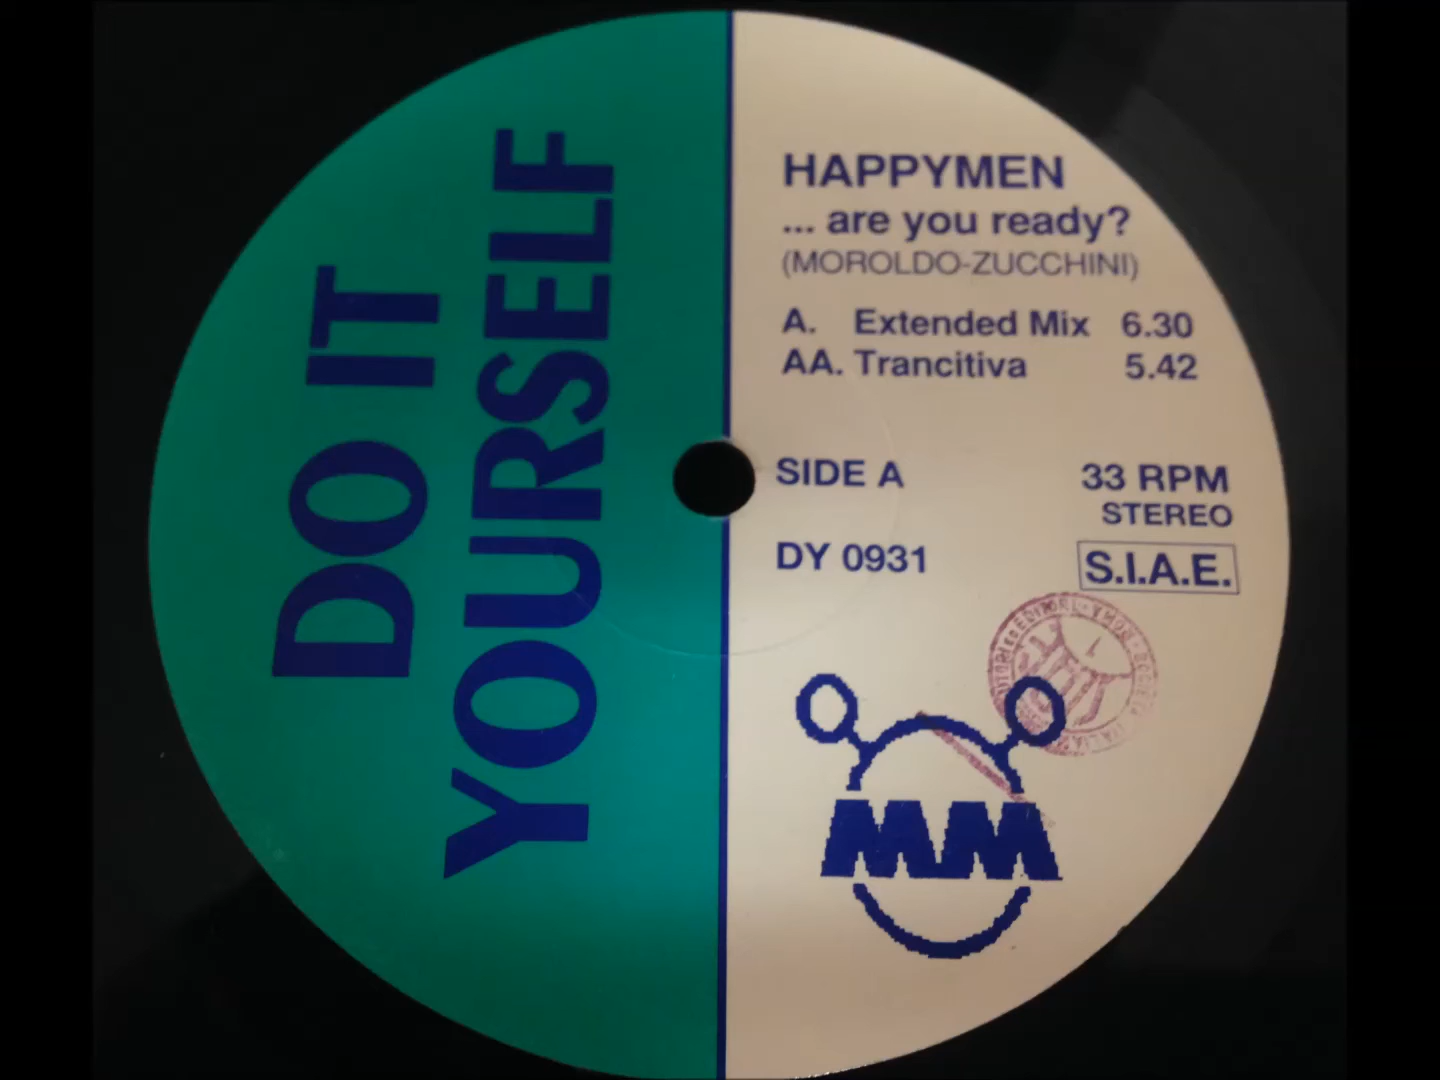 DO IT
YOURSELF
HAPPYMEN
... are you ready?
(MOROLDO-ZUCCHINI)
A. Extended Mix 6.30
AA. Trancitiva 5.42
SIDE A
33 RPM
STEREO
DY 0931
S.I.A.E.
MM